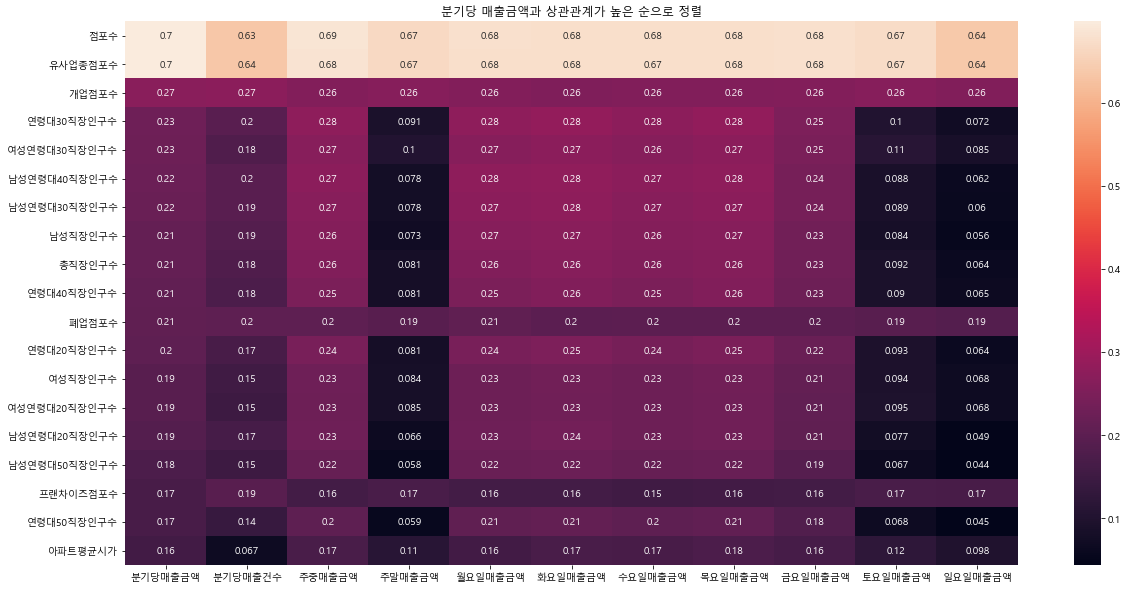 분기당 매출금액과 상관관계가 높은 순으로 정렬
점포수 0.7 0.63 0.69 0.67 0.68 0.68 0.68 0.68 0.68 0.67 0.64
유사업종점포수 0.7 0.64 0.68 0.67 0.68 0.68 0.67 0.68 0.68 0.67 0.64
개업점포수 0.27 0.27 0.26 0.26 0.26 0.26 0.26 0.26 0.26 0.26 0.26
연령대30직장인구수 0.23 0.2 0.28 0.091 0.28 0.28 0.28 0.28 0.25 0.1 0.072
여성연령대30직장인구수 0.23 0.18 0.27 0.1 0.27 0.27 0.26 0.27 0.25 0.11 0.085
남성연령대40직장인구수 0.22 0.2 0.27 0.078 0.28 0.28 0.27 0.28 0.24 0.088 0.062
남성연령대30직장인구수 0.22 0.19 0.27 0.078 0.27 0.28 0.27 0.27 0.24 0.089 0.06
남성직장인구수 0.21 0.19 0.26 0.073 0.27 0.27 0.26 0.27 0.23 0.084 0.056
총직장인구수 0.21 0.18 0.26 0.081 0.26 0.26 0.26 0.26 0.23 0.092 0.064
연령대40직장인구수 0.21 0.18 0.25 0.081 0.25 0.26 0.25 0.26 0.23 0.09 0.065
폐업점포수 0.21 0.2 0.2 0.19 0.21 0.2 0.2 0.2 0.2 0.19 0.19
연령대20직장인구수 0.2 0.17 0.24 0.081 0.24 0.25 0.24 0.25 0.22 0.093 0.064
여성직장인구수 0.19 0.15 0.23 0.084 0.23 0.23 0.23 0.23 0.21 0.094 0.068
여성연령대20직장인구수 0.19 0.15 0.23 0.085 0.23 0.23 0.23 0.23 0.21 0.095 0.068
남성연령대20직장인구수 0.19 0.17 0.23 0.066 0.23 0.24 0.23 0.23 0.21 0.077 0.049
남성연령대50직장인구수 0.18 0.15 0.22 0.058 0.22 0.22 0.22 0.22 0.19 0.067 0.044
프랜차이즈점포수 0.17 0.19 0.16 0.17 0.16 0.16 0.15 0.16 0.16 0.17 0.17
연령대50직장인구수 0.17 0.14 0.2 0.059 0.21 0.21 0.2 0.21 0.18 0.068 0.045
아파트평균시가 0.16 0.067 0.17 0.11 0.16 0.17 0.17 0.18 0.16 0.12 0.098
분기당매출금액 분기당매출건수 주중매출금액 주말매출금액 월요일매출금액 화요일매출금액 수요일매출금액 목요일매출금액 금요일매출금액 토요일매출금액 일요일매출금액
0.6
0.5
0.4
0.3
0.2
0.1